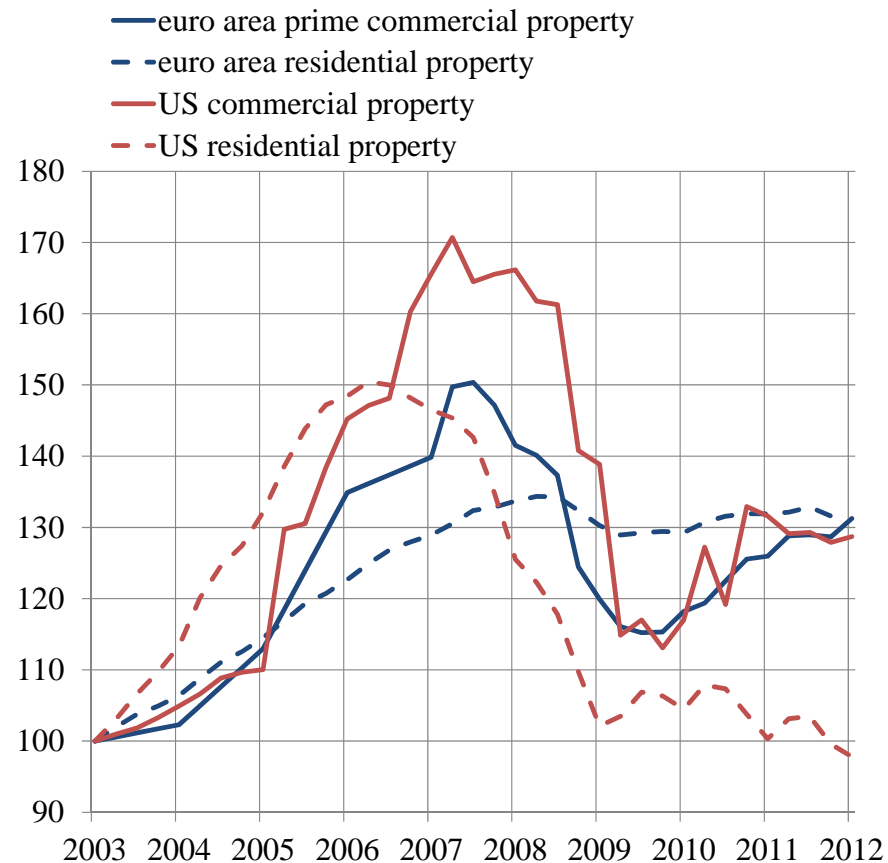 euro area prime commercial property
euro area residential property
US commercial property
US residential property
180
170
160
150
140
130
120
110
100
90
2003 2004 2005 2006 2007 2008 2009 2010 2011 2012